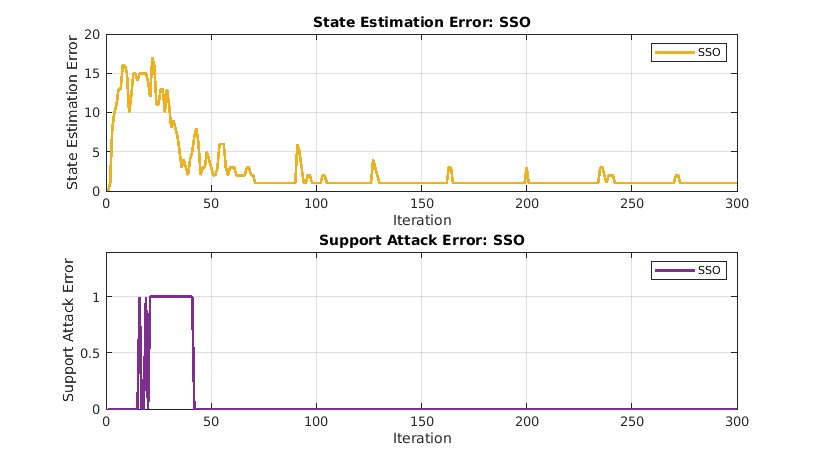 State Estimation Error: SSO
20
15
10
5
0
State Estimation Error
SSO
0 50 100 150 200 250 300
Iteration
Support Attack Error: SSO
1
0.5
0
Support Attack Error
SSO
0 50 100 150 200 250 300
Iteration